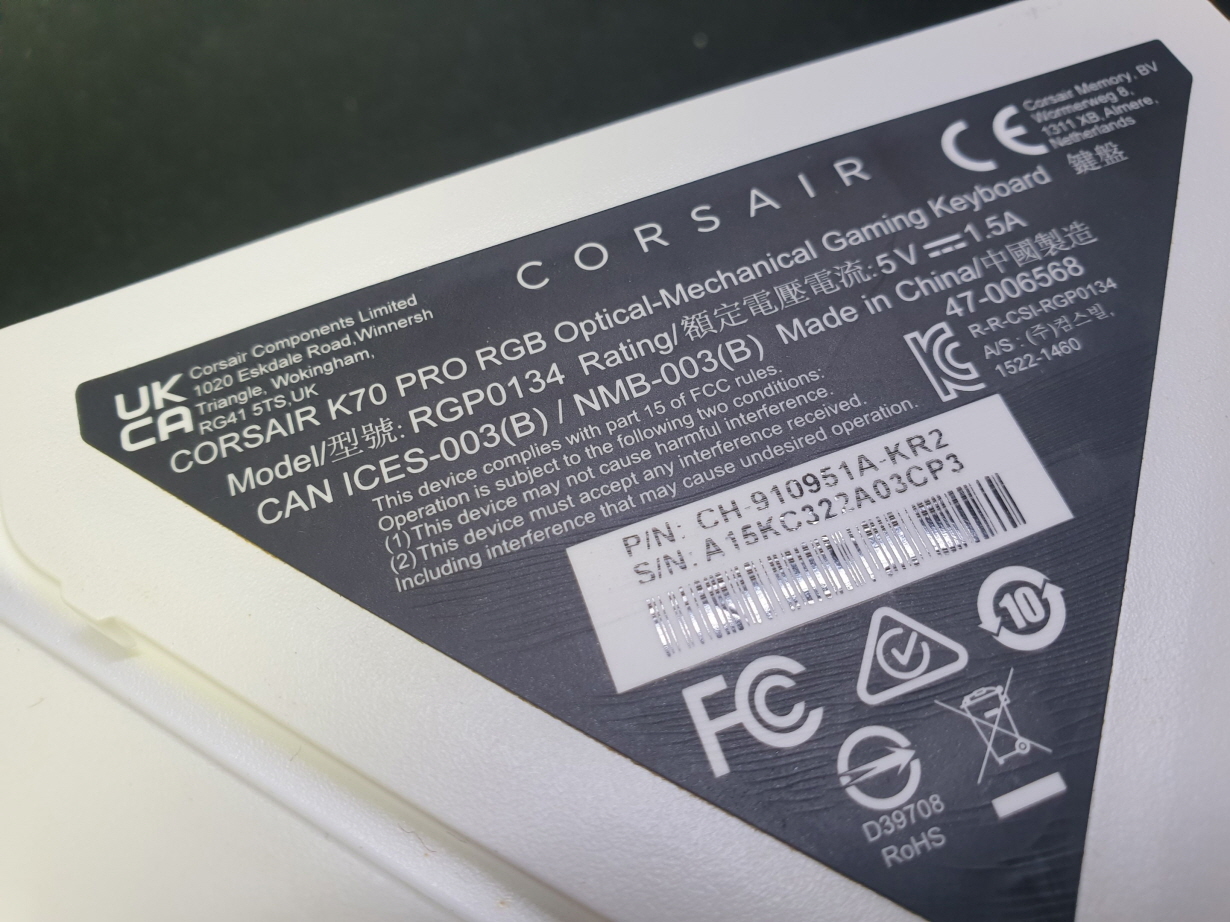 CORSAIR
CE
Corsair Memory, BV
Wormerweg 8,
1311 XB, Almere,
Netherlands
UK
CA
Corsair Components Limited
1020 Eskdale Road,Winnersh
Triangle, Wokingham,
RG41 5TS,UK
CORSAIR K70 PRO RGB Optical-Mechanical Gaming Keyboard 鍵盤
Model/型號: RGP0134 Rating/額定電壓電流:5V⎓1.5A
CAN ICES-003(B) / NMB-003(B) Made in China/中國製造
This device complies with part 15 of FCC rules.
Operation is subject to the following two conditions:
(1)This device may not cause harmful interference.
(2)This device must accept any interference received.
Including interference that may cause undesired operation.
47-006568
R-R-CSI-RGP0134
A/S : (주)컴스빌,
1522-1460
P/N: CH-910951A-KR2
S/N: A15KC322A03CP3
FC
10
D39708
RoHS